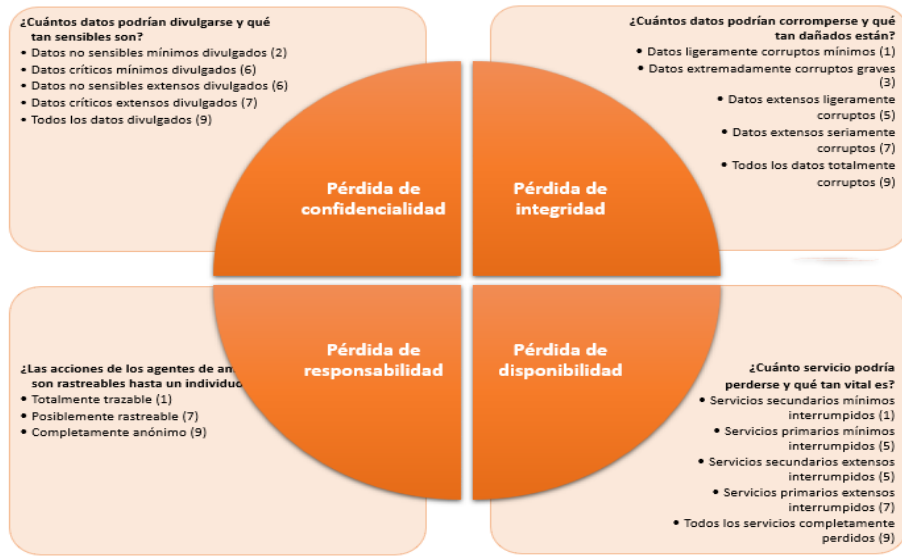 ¿Cuántos datos podrían divulgarse y qué
tan sensibles son?
• Datos no sensibles mínimos divulgados (2)
• Datos críticos mínimos divulgados (6)
• Datos no sensibles extensos divulgados (6)
• Datos críticos extensos divulgados (7)
• Todos los datos divulgados (9)
¿Cuántos datos podrían corromperse y qué
tan dañados están?
• Datos ligeramente corruptos mínimos (1)
• Datos extremadamente corruptos graves
(3)
• Datos extensos ligeramente
corruptos (5)
• Datos extensos seriamente
corruptos (7)
• Todos los datos totalmente
corruptos (9)
Pérdida de
confidencialidad
Pérdida de
integridad
Pérdida de
responsabilidad
Pérdida de
disponibilidad
¿Las acciones de los agentes de
son rastreables hasta un individuo
• Totalmente trazable (1)
• Posiblemente rastreable (7)
• Completamente anónimo (9)
¿Cuánto servicio podría
perderse y qué tan vital es?
• Servicios secundarios mínimos
interrumpidos (1)
• Servicios primarios mínimos
interrumpidos (5)
• Servicios secundarios extensos
interrumpidos (5)
• Servicios primarios extensos
interrumpidos (7)
• Todos los servicios completamente
perdidos (9)